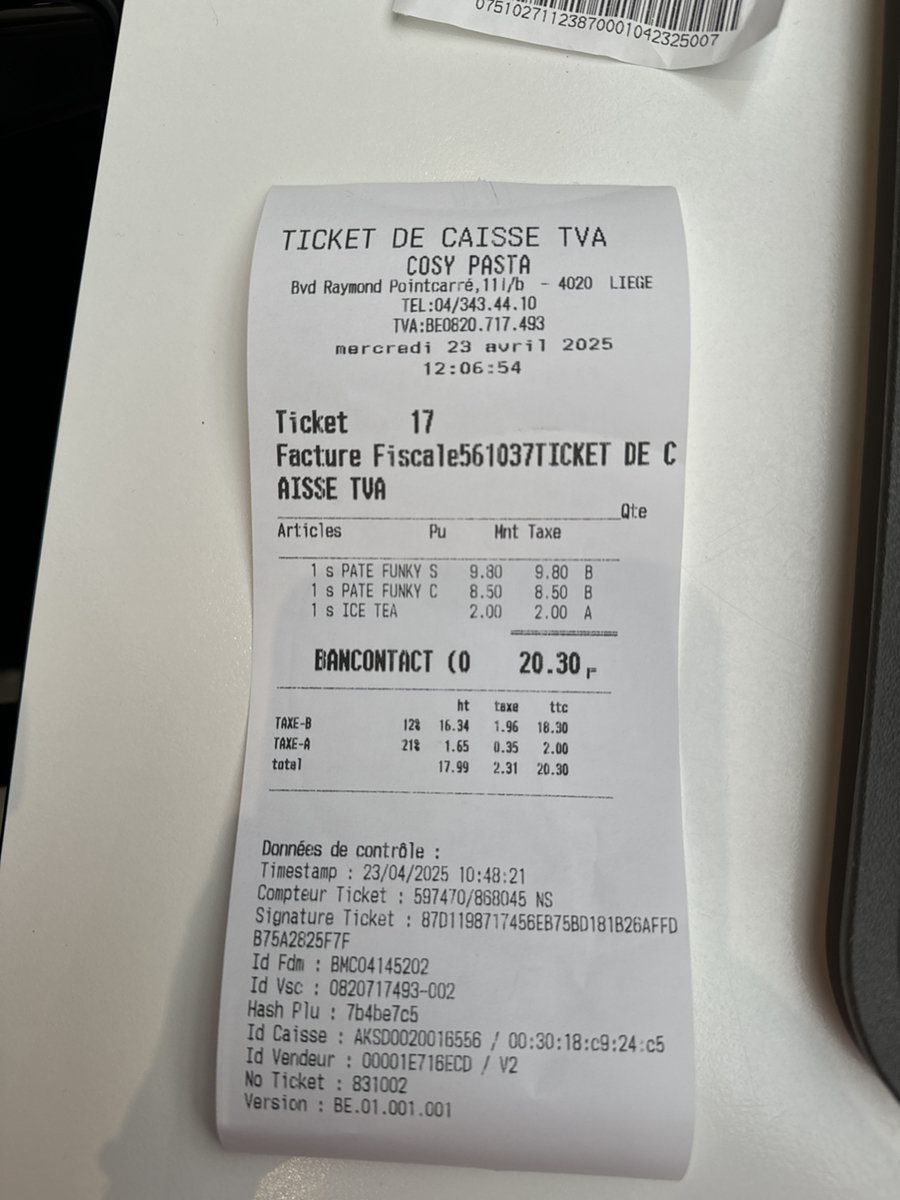 07510271123870001042325007
TICKET DE CAISSE TVA
COSY PASTA
Bvd Raymond Pointcarré,11i/b - 4020 LIEGE
TEL:04/343.44.10
TVA:BE0820.717.493
mercredi 23 avril 2025
12:06:54
Ticket 17
Facture Fiscale561037TICKET DE C
AISSE TVA
Qte
Articles Pu Mnt Taxe
1 s PATE FUNKY S 9.80 9.80 B
1 s PATE FUNKY C 8.50 8.50 B
1 s ICE TEA 2.00 2.00 A
BANCONTACT (0 20.30
ht taxe ttc
TAXE-B 12% 16.34 1.96 18.30
TAXE-A 21% 1.65 0.35 2.00
total 17.99 2.31 20.30
Données de contrôle :
Timestamp : 23/04/2025 10:48:21
Compteur Ticket : 597470/868045 NS
Signature Ticket : 87D1198717456EB75BD181B26AFFD
B75A2825F7F
Id Fdm : BMC04145202
Id Vsc : 0820717493-002
Hash Plu : 7b4be7c5
Id Caisse : AKSD0020016556 / 00:30:18:c9:24:c5
Id Vendeur : 00001E716ECD / V2
No Ticket : 831002
Version : BE.01.001.001